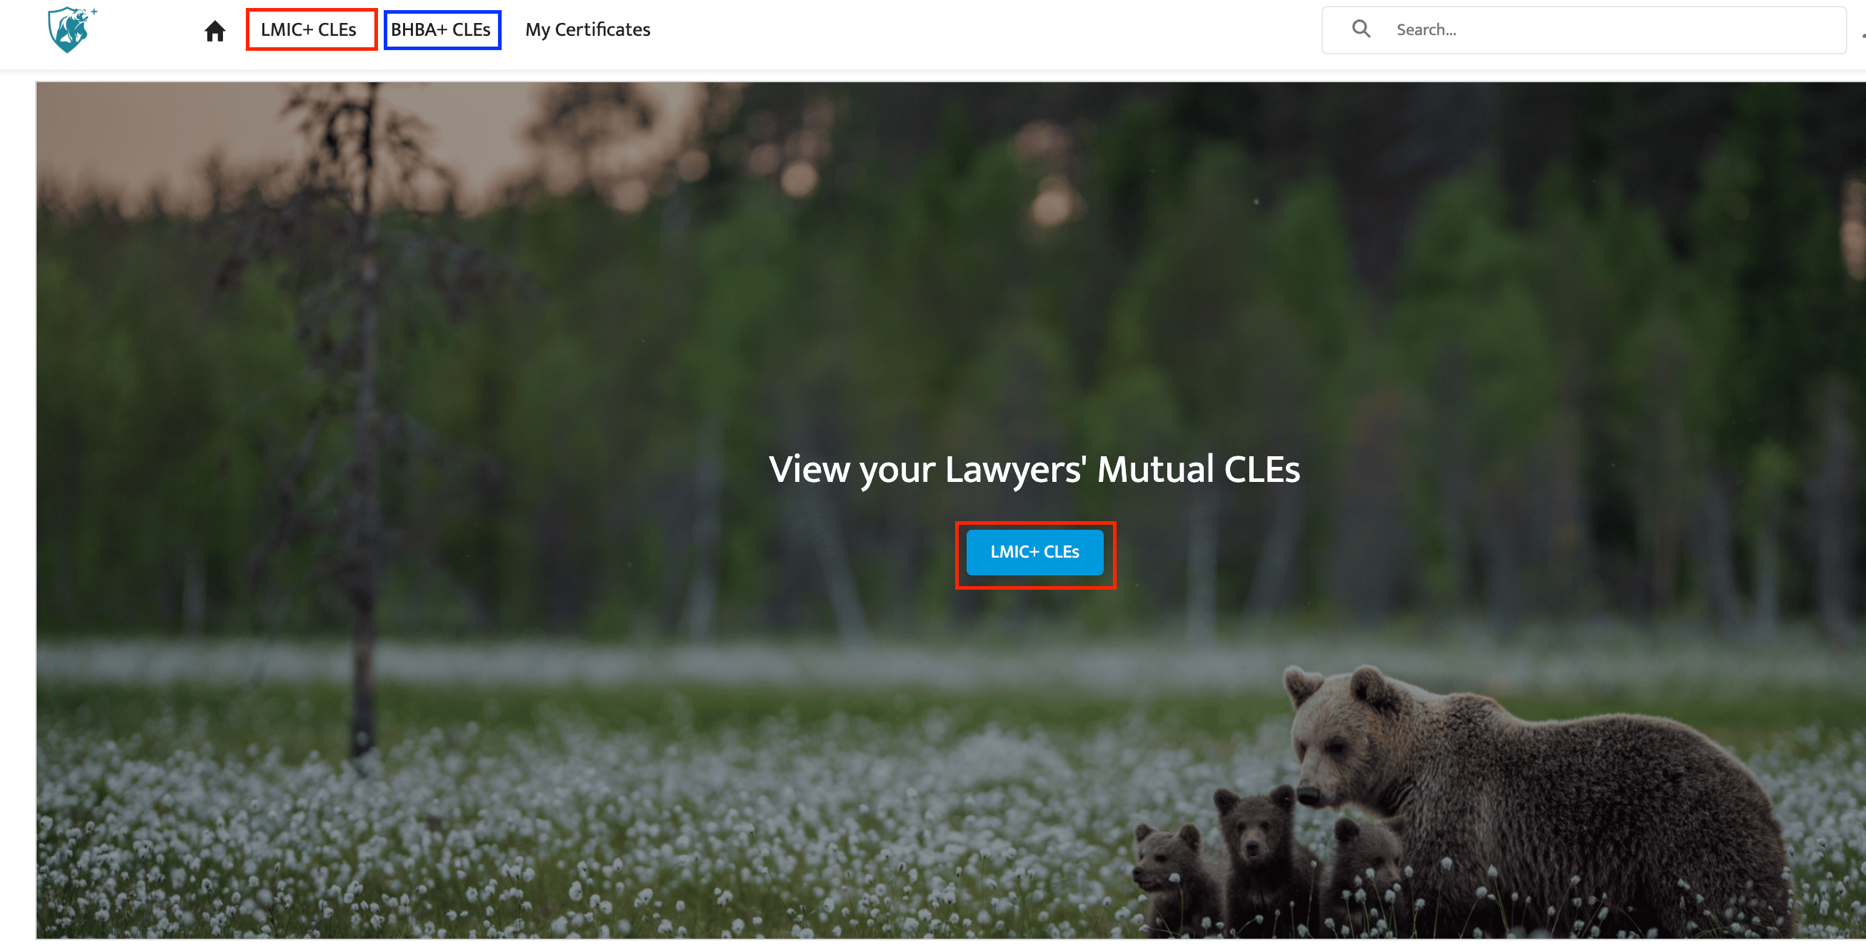 LMIC+ CLEs BHBA+ CLEs My Certificates Search...
View your Lawyers' Mutual CLEs
LMIC+ CLEs